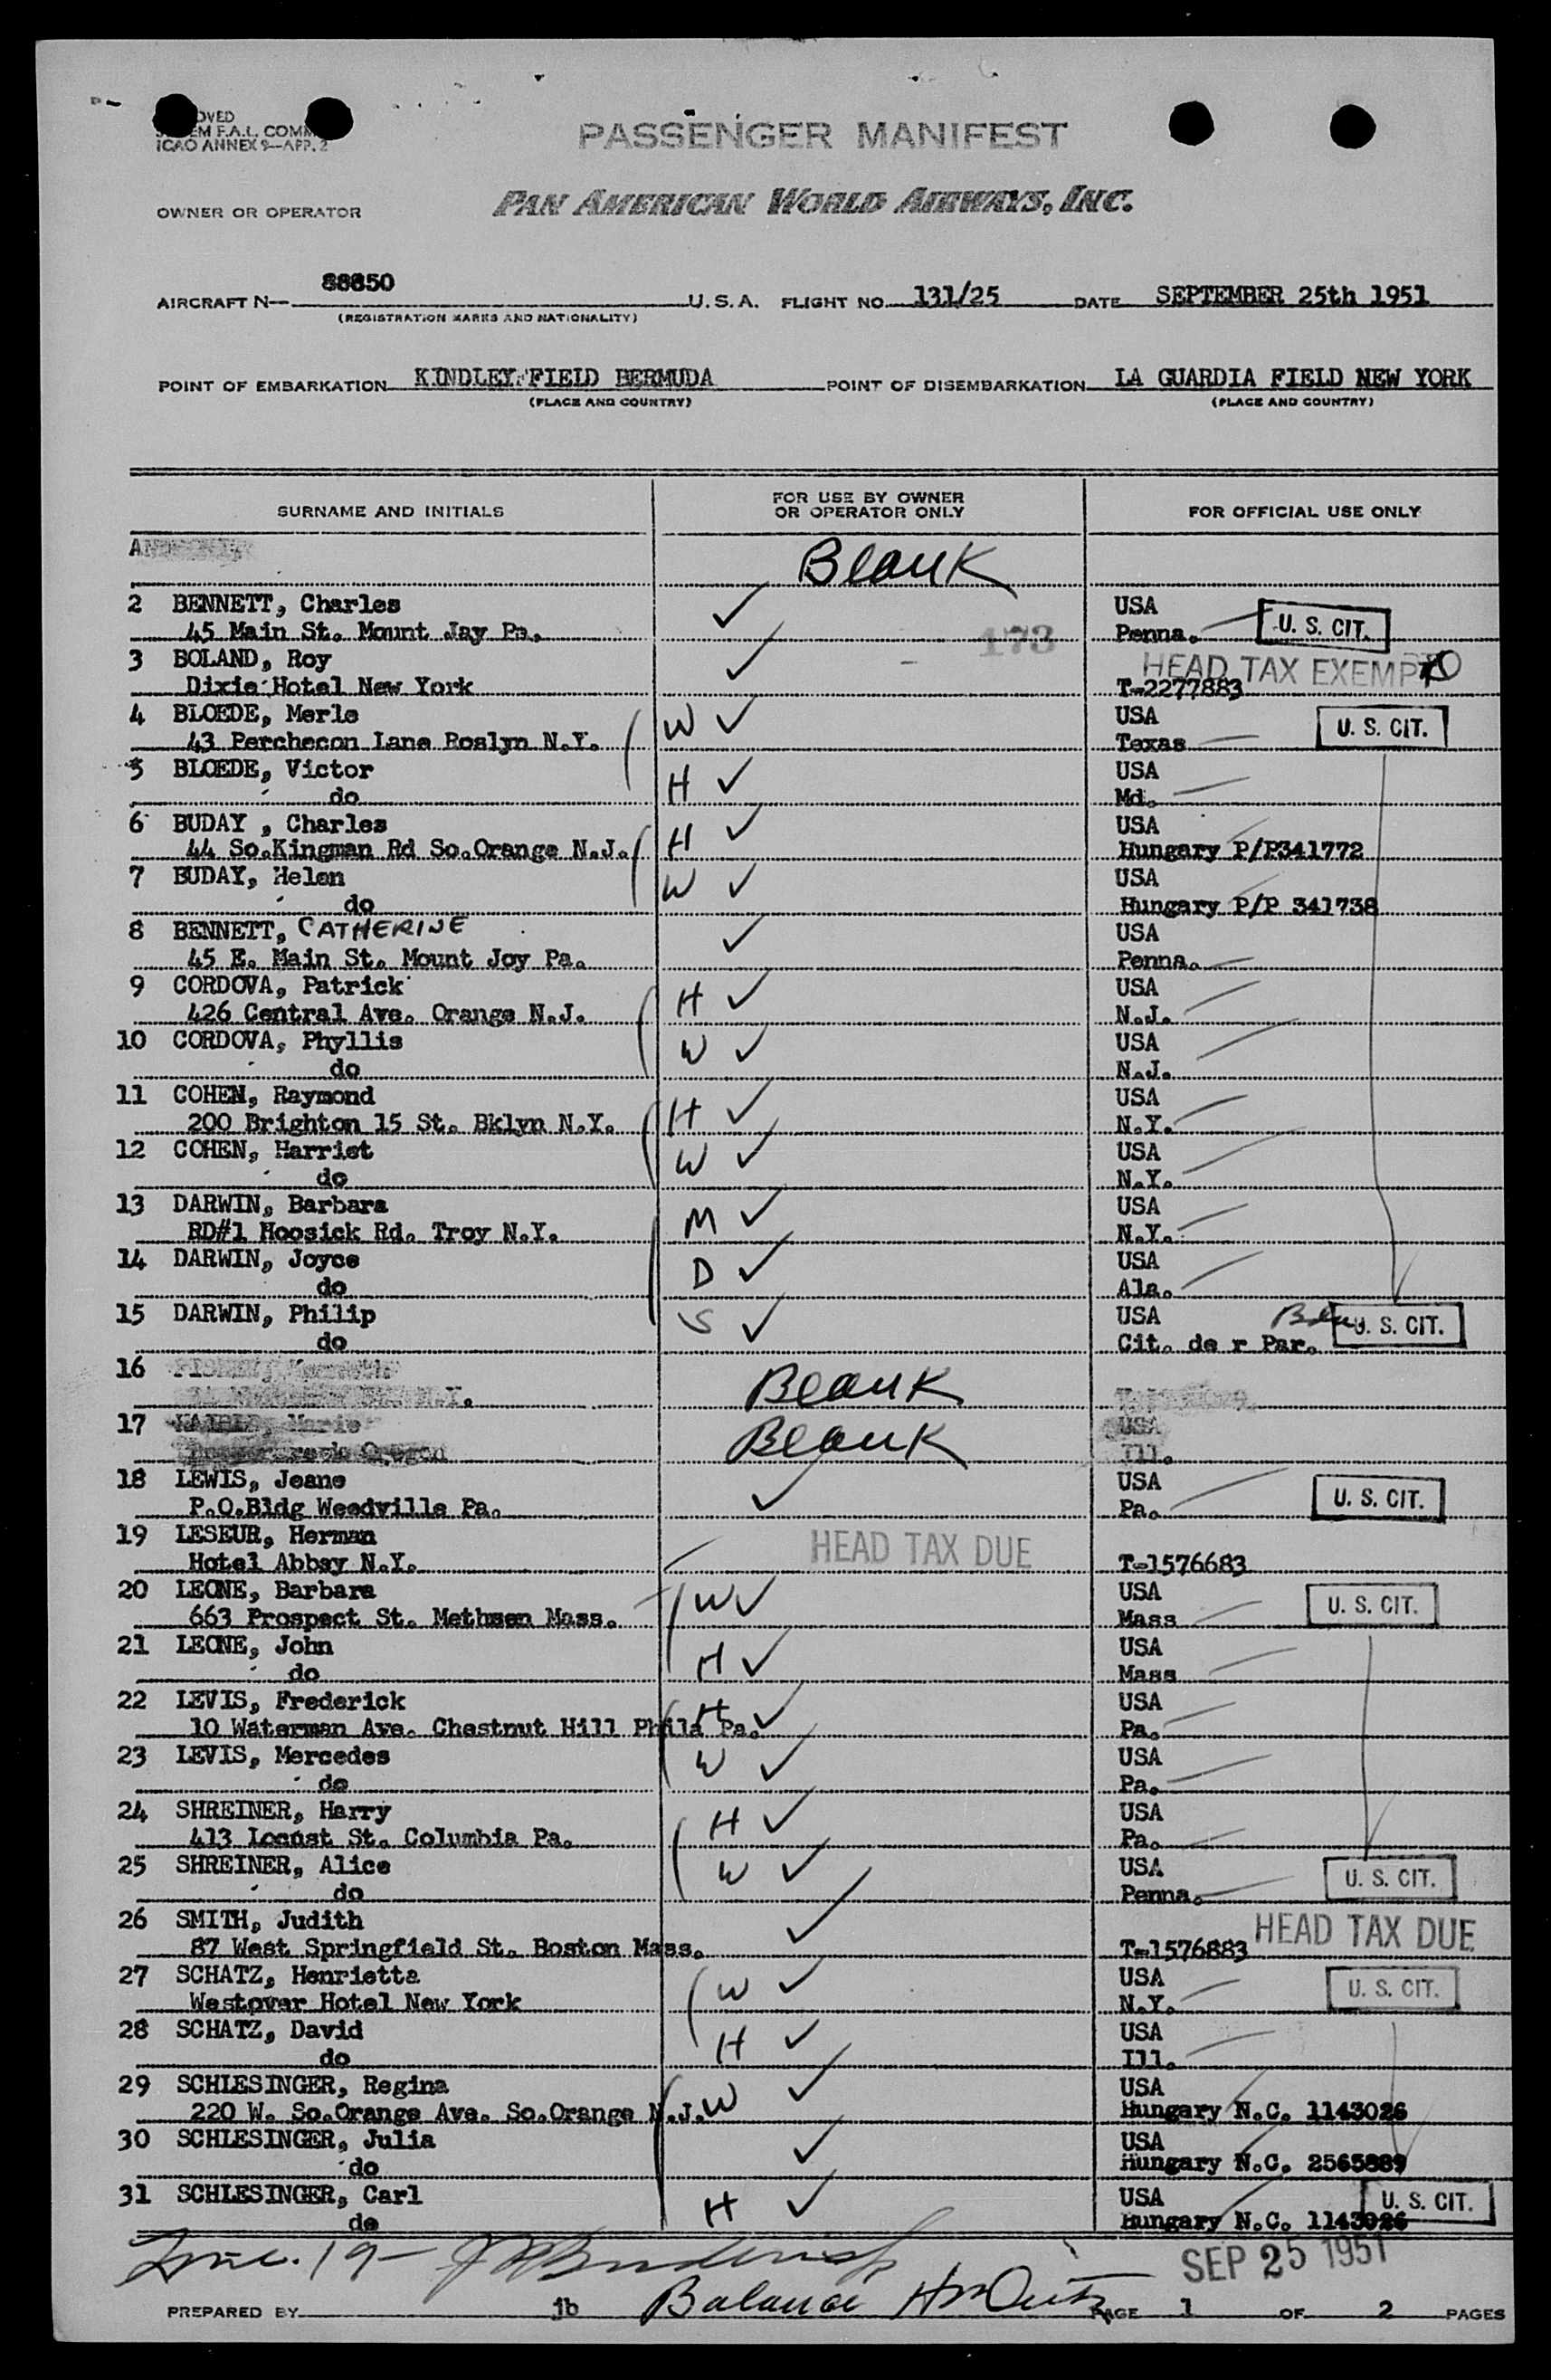 ICAO ANNEX 9—APP. 2
PASSENGER MANIFEST
OWNER OR OPERATOR PAN AMERICAN WORLD AIRWAYS, INC.
AIRCRAFT N— 88850 U.S.A. FLIGHT NO. 131/25 DATE SEPTEMBER 25th 1951
(REGISTRATION MARKS AND NATIONALITY)
POINT OF EMBARKATION KINDLEY FIELD BERMUDA POINT OF DISEMBARKATION LA GUARDIA FIELD NEW YORK
(PLACE AND COUNTRY) (PLACE AND COUNTRY)
SURNAME AND INITIALS FOR USE BY OWNER OR OPERATOR ONLY FOR OFFICIAL USE ONLY
Blank
2 BENNETT, Charles ✓ USA
45 Main St. Mount Jay Pa. 173 Penna. U. S. CIT.
3 BOLAND, Roy ✓ HEAD TAX EXEMPT
Dixie Hotel New York T-2277883
4 BLOEDE, Merle W ✓ USA U. S. CIT.
43 Perchecon Lane Roslyn N.Y. Texas
5 BLOEDE, Victor H ✓ USA
do Md.
6 BUDAY , Charles H ✓ USA
44 So.Kingman Rd So.Orange N.J. Hungary P/P341772
7 BUDAY, Helen W ✓ USA
do Hungary P/P 341738
8 BENNETT, CATHERINE ✓ USA
45 E. Main St. Mount Joy Pa. Penna.
9 CORDOVA, Patrick H ✓ USA
426 Central Ave. Orange N.J. N.J.
10 CORDOVA, Phyllis W ✓ USA
do N.J.
11 COHEN, Raymond H ✓ USA
200 Brighton 15 St. Bklyn N.Y. N.Y.
12 COHEN, Harriet W ✓ USA
do N.Y.
13 DARWIN, Barbara M ✓ USA
RD#1 Hoosick Rd. Troy N.Y. N.Y.
14 DARWIN, Joyce D ✓ USA
do Ala.
15 DARWIN, Philip S ✓ USA U. S. CIT.
do Cit. de r Par.
16 Blank
17 Blank USA
Ill.
18 LEWIS, Jeane ✓ USA U. S. CIT.
P.O.Bldg Weedville Pa. Pa.
19 LESEUR, Herman HEAD TAX DUE
Hotel Abbey N.Y. T-1576683
20 LEONE, Barbara W ✓ USA U. S. CIT.
663 Prospect St. Methuen Mass. Mass
21 LEONE, John H ✓ USA
do Mass
22 LEVIS, Frederick H ✓ USA
10 Waterman Ave. Chestnut Hill Phila Pa. Pa.
23 LEVIS, Mercedes W ✓ USA
do Pa.
24 SHREINER, Harry H ✓ USA
413 Locust St. Columbia Pa. Pa.
25 SHREINER, Alice W ✓ USA U. S. CIT.
do Penna.
26 SMITH, Judith ✓ HEAD TAX DUE
87 West Springfield St. Boston Mass. T-1576883
27 SCHATZ, Henrietta W ✓ USA U. S. CIT.
Westover Hotel New York N.Y.
28 SCHATZ, David H ✓ USA
do Ill.
29 SCHLESINGER, Regina W ✓ USA
220 W. So.Orange Ave. So.Orange N.J. Hungary N.C. 1143026
30 SCHLESINGER, Julia ✓ USA
do Hungary N.C. 2565889
31 SCHLESINGER, Carl H ✓ USA U. S. CIT.
do Hungary N.C. 1143026
SEP 25 1951
PREPARED BY jb Balance PAGE 1 OF 2 PAGES